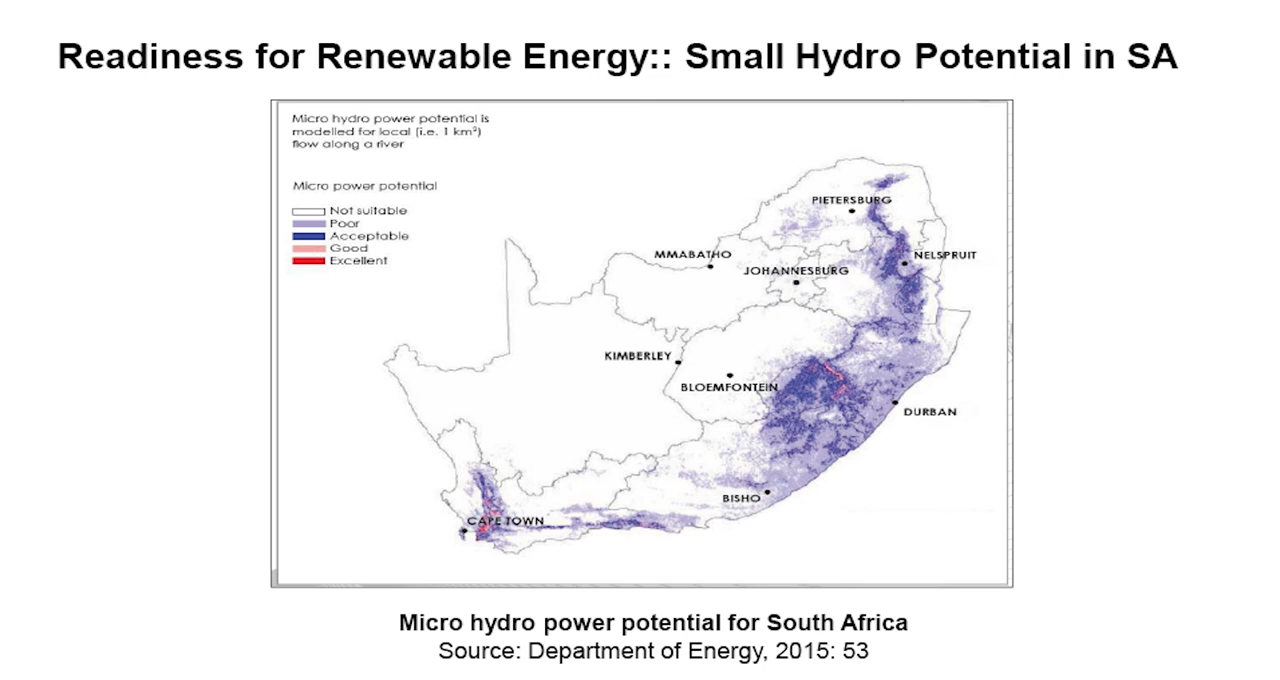 Readiness for Renewable Energy:: Small Hydro Potential in SA
Micro hydro power potential is
modelled for local (i.e. 1 km²)
flow along a river
Micro power potential
Not suitable
Poor
Acceptable
Good
Excellent
PIETERSBURG
MMABATHO
NELSPRUIT
JOHANNESBURG
KIMBERLEY
BLOEMFONTEIN
DURBAN
BISHO
CAPE TOWN
Micro hydro power potential for South Africa
Source: Department of Energy, 2015: 53